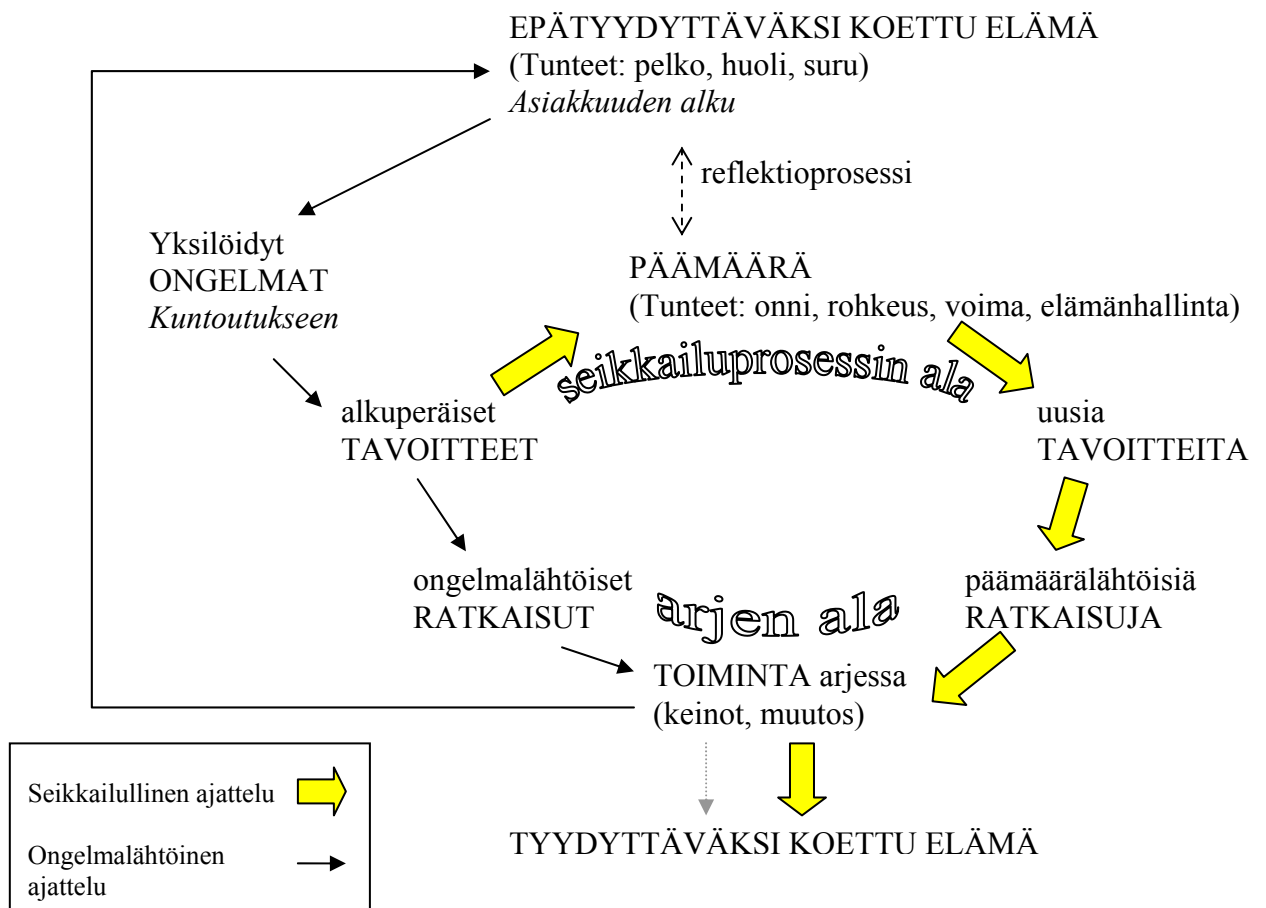 EPÄTYYDYTTÄVÄKSI KOETTU ELÄMÄ
(Tunteet: pelko, huoli, suru)
Asiakkuuden alku
reflektioprosessi
Yksilöidyt
ONGELMAT
Kuntoutukseen
PÄÄMÄÄRÄ
(Tunteet: onni, rohkeus, voima, elämänhallinta)
seikkailuprosessin ala
alkuperäiset
TAVOITTEET
uusia
TAVOITTEITA
ongelmalähtöiset
RATKAISUT
arjen ala
päämäärälähtöisiä
RATKAISUJA
TOIMINTA arjessa
(keinot, muutos)
Seikkailullinen ajattelu
Ongelmalähtöinen
ajattelu
TYYDYTTÄVÄKSI KOETTU ELÄMÄ